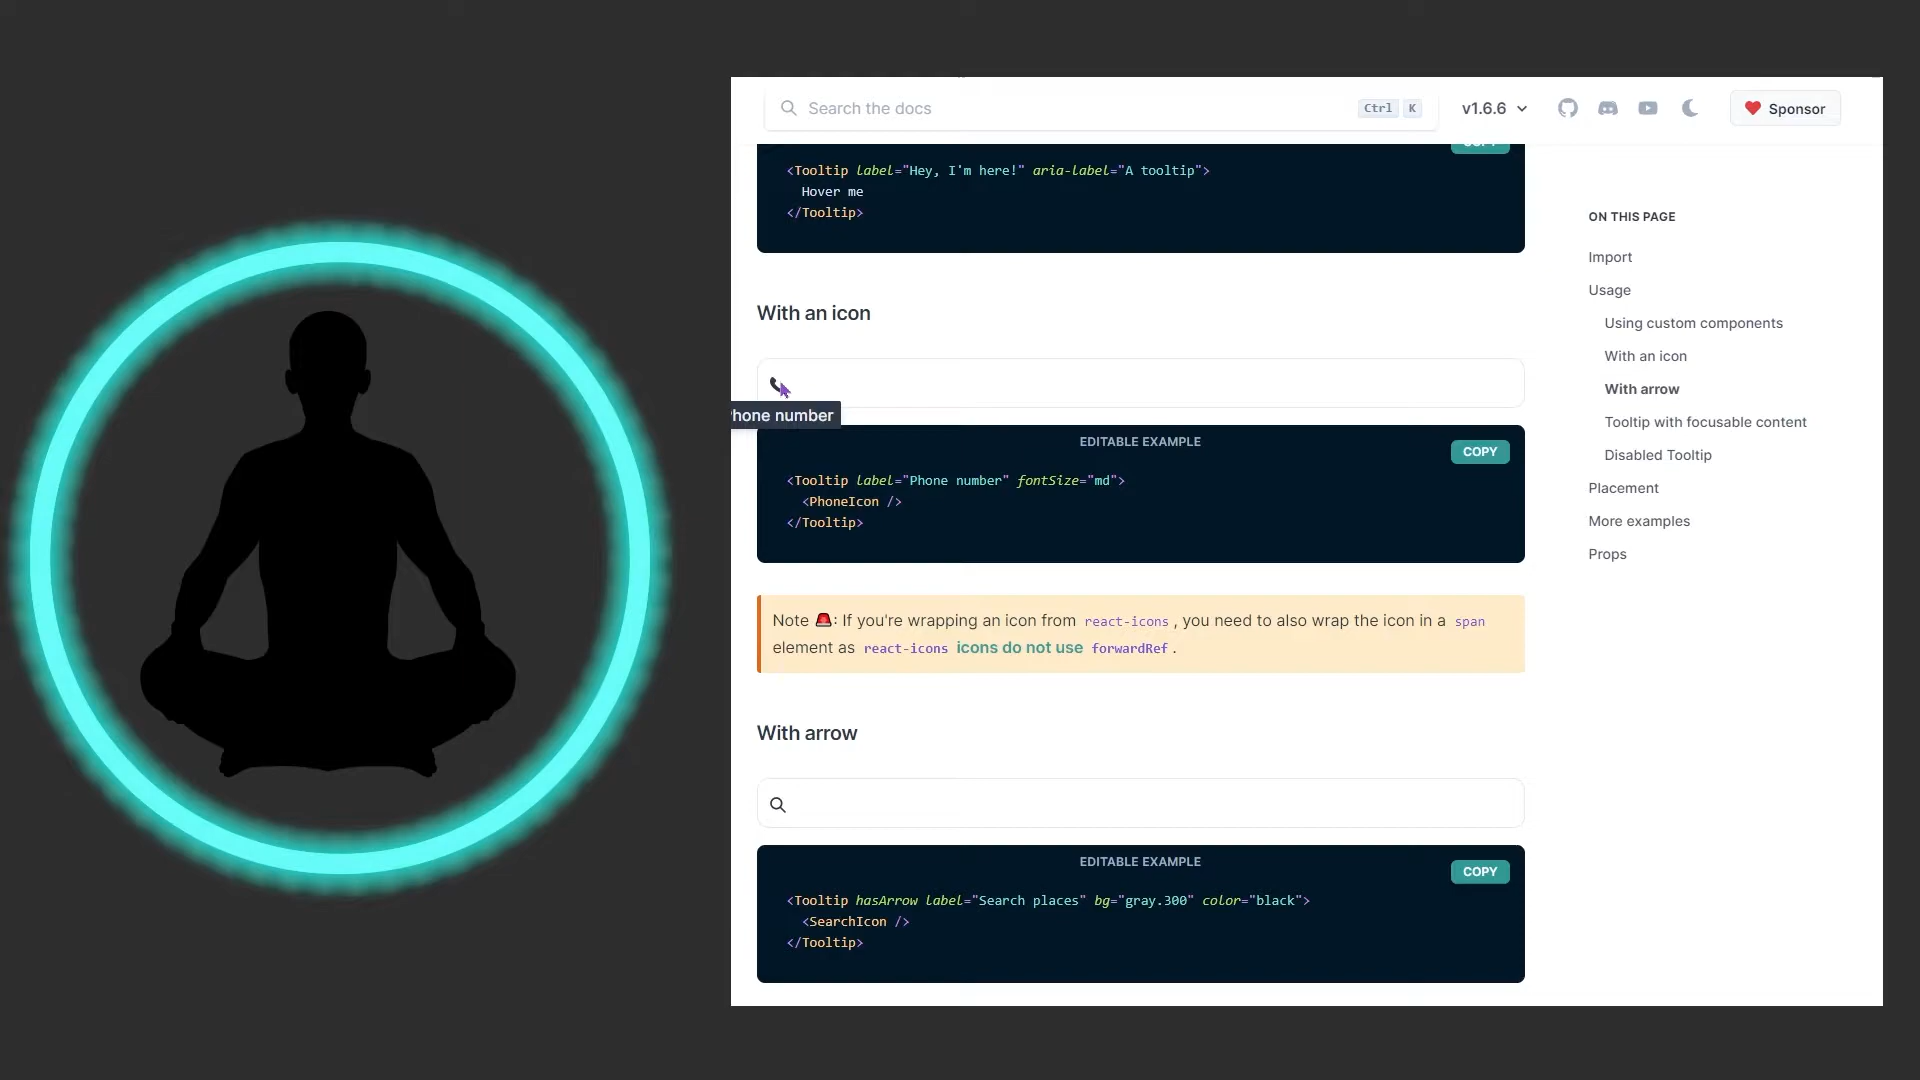 Search the docs
Ctrl K
v1.6.6
Sponsor
<Tooltip label="Hey, I'm here!" aria-label="A tooltip">
Hover me
</Tooltip>
With an icon
number
EDITABLE EXAMPLE
COPY
<Tooltip label="Phone number" fontSize="md">
<PhoneIcon />
</Tooltip>
Note 🚨: If you're wrapping an icon from react-icons, you need to also wrap the icon in a span
element as react-icons icons do not use forwardRef.
With arrow
EDITABLE EXAMPLE
COPY
<Tooltip hasArrow label="Search places" bg="gray.300" color="black">
<SearchIcon />
</Tooltip>
ON THIS PAGE
Import
Usage
Using custom components
With an icon
With arrow
Tooltip with focusable content
Disabled Tooltip
Placement
More examples
Props